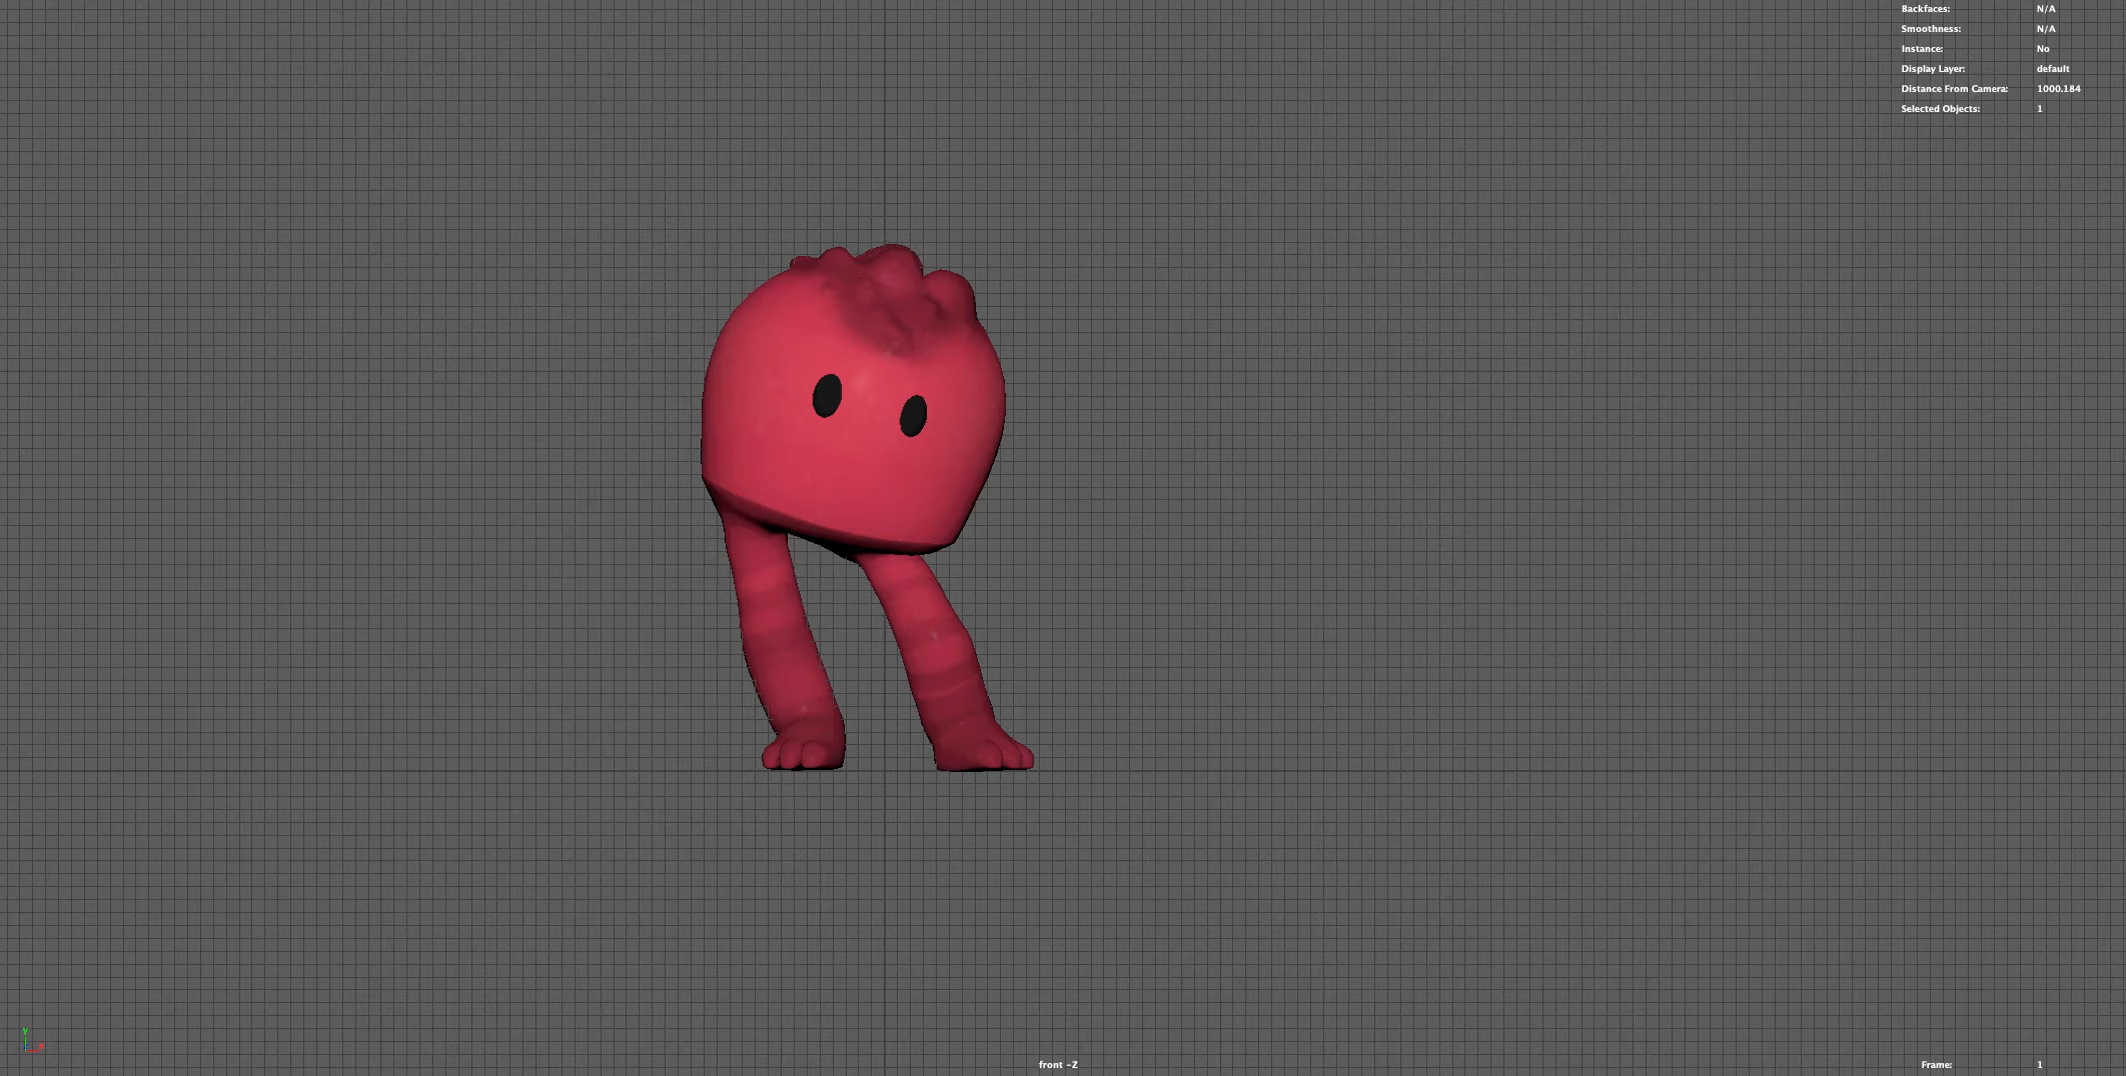 Backfaces: N/A
Smoothness: N/A
Instance: No
Display Layer: default
Distance From Camera: 1000.184
Selected Objects: 1
y
x
front -Z
Frame: 1